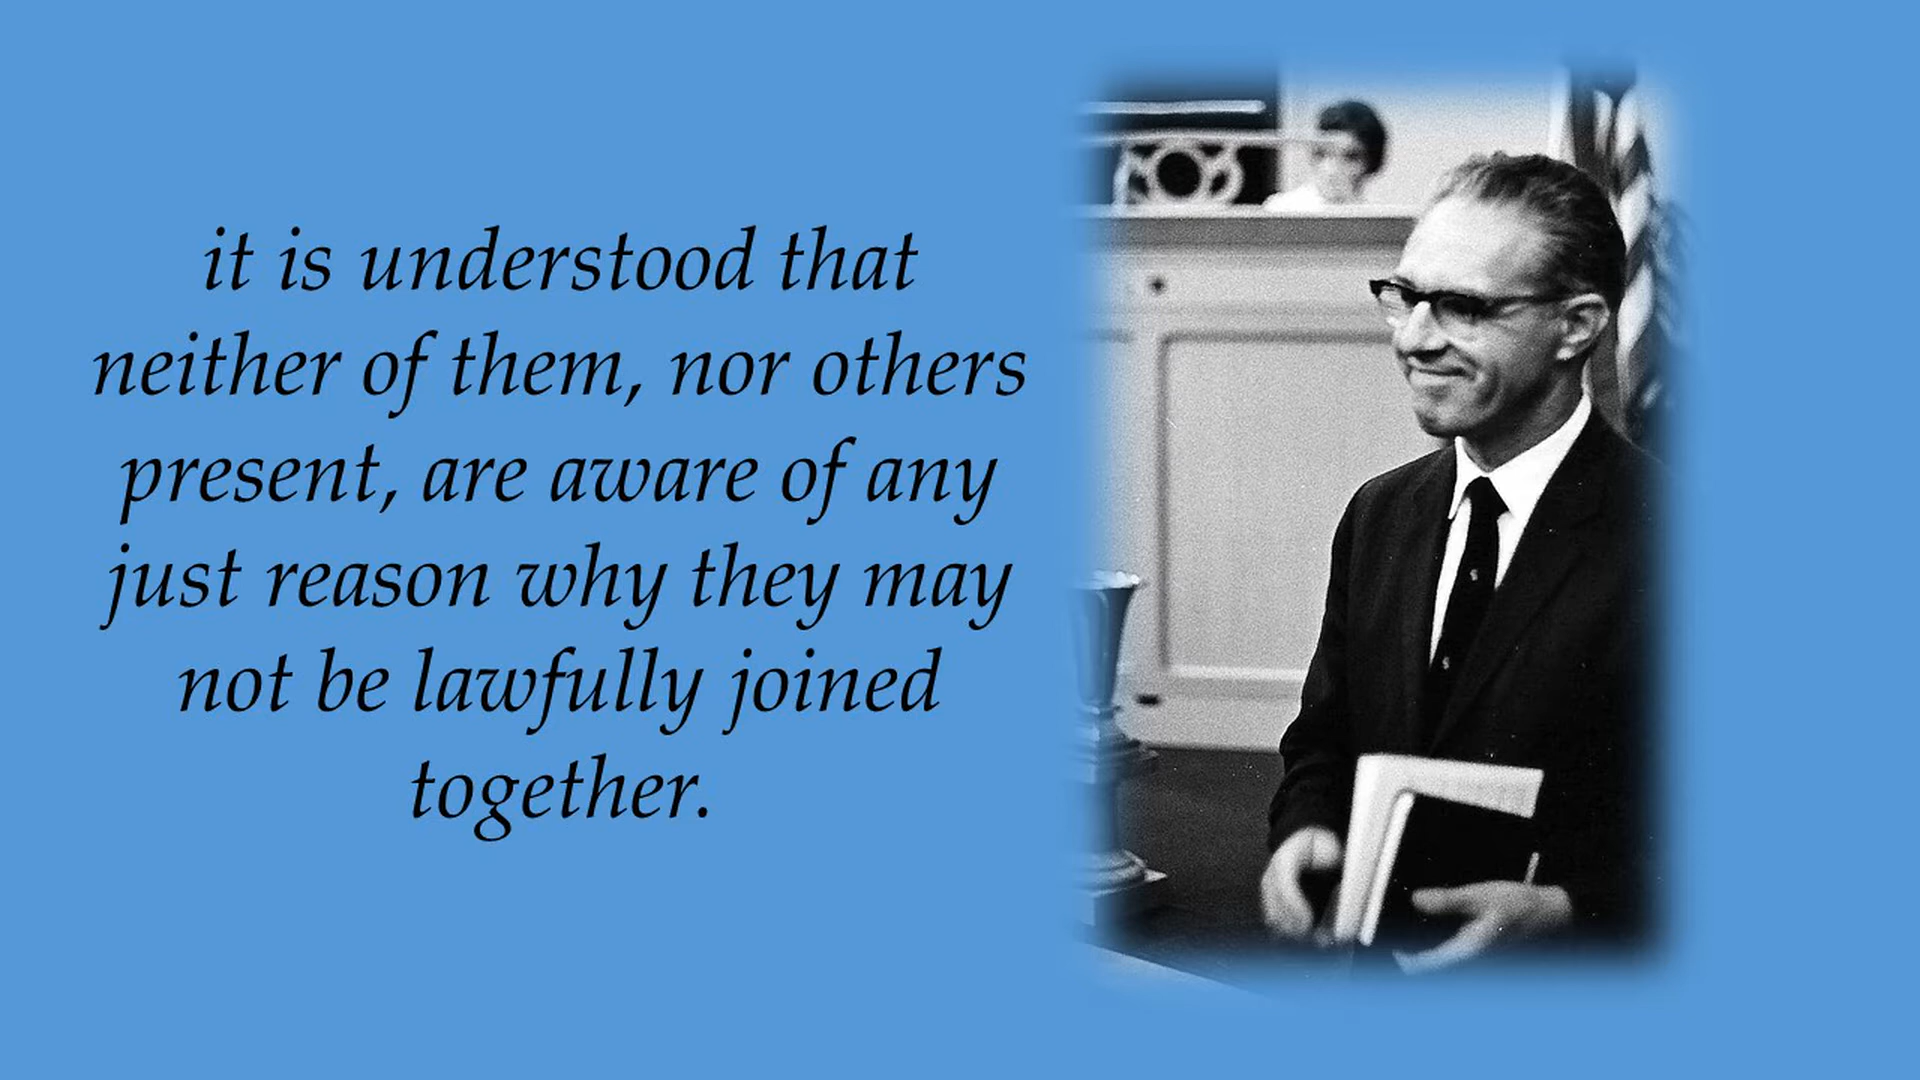 it is understood that
neither of them, nor others
present, are aware of any
just reason why they may
not be lawfully joined
together.